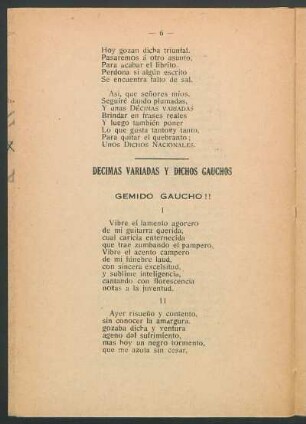 — 6 —
Hoy gozan dicha triunfal.
Pasaremos á otro asunto,
Para acabar el librito.
Perdona si algún escrito
Se encuentra falto de sal.
Así, que señores míos,
Seguiré dando plumadas,
Y unas DÉCIMAS VARIADAS
Brindar en frases reales
Y luego también poner
Lo que gusta tanto y tanto,
Para quitar el quebranto;
UNOS DICHOS NACIONALES.
DECIMAS VARIADAS Y DICHOS GAUCHOS
GEMIDO GAUCHO!!
I
Vibre el lamento agorero
de mi guitarra querida,
cual caricia enternecida
que trae zumbando el pampero,
Vibre el acento campero
de mi fúnebre laud,
con sincera excelsitud,
y sublime inteligencia,
cantando con florescencia
notas a la juventud.
II
Ayer risueño y contento,
sin conocer la amargura,
gozaba dicha y ventura
ageno del sufrimiento,
mas hoy un negro tormento,
que me azota sin cesar,